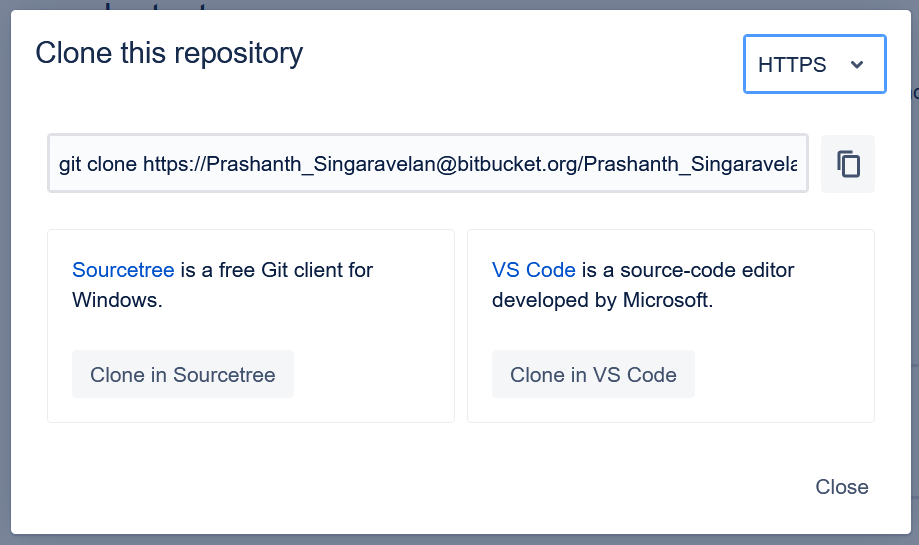 Clone this repository
HTTPS
git clone https://Prashanth_Singaravelan@bitbucket.org/Prashanth_Singaravela
Sourcetree is a free Git client for
Windows.
Clone in Sourcetree
VS Code is a source-code editor
developed by Microsoft.
Clone in VS Code
Close